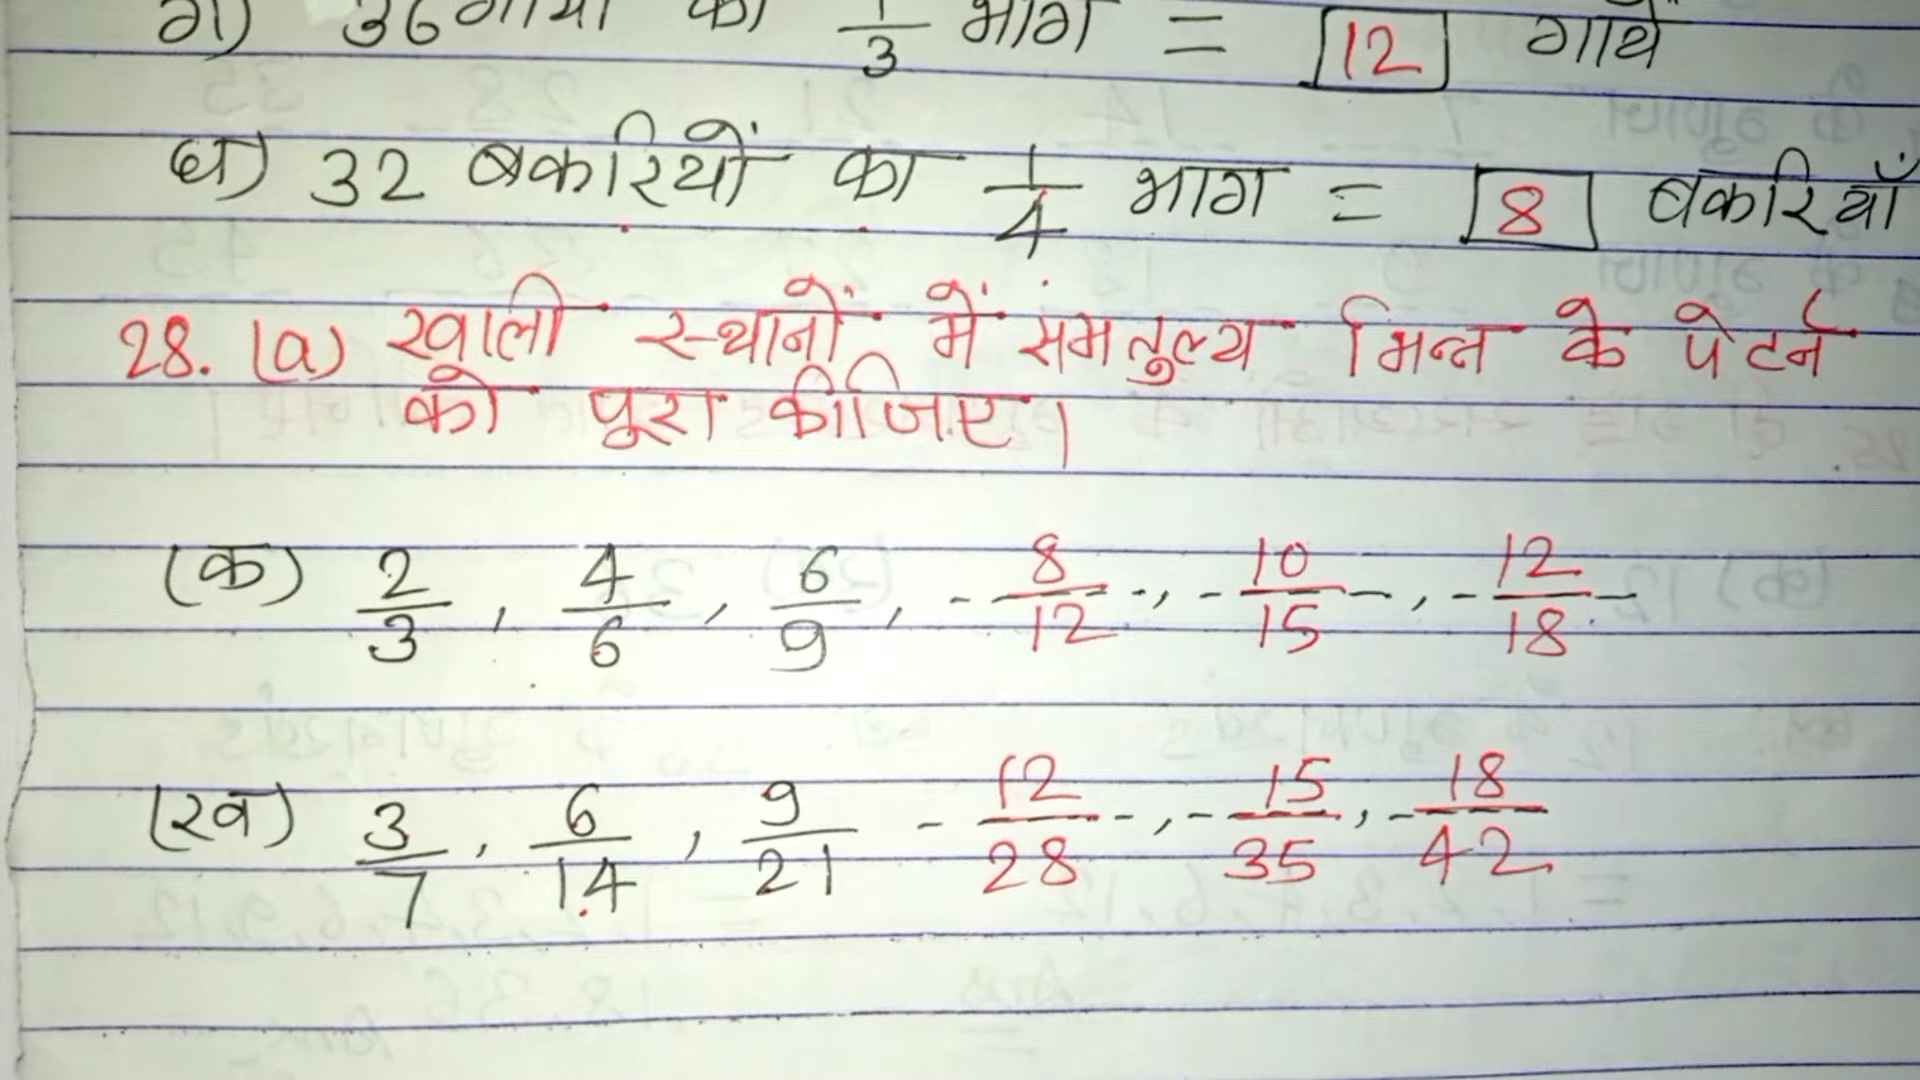 ग) 36 गायों का 1/3 भाग = 12 गायें
घ) 32 बकरियों का 1/4 भाग = 8 बकरियाँ
28. (a) खाली स्थानों में समतुल्य भिन्न के पेटर्न
को पूरा कीजिए।
(क) 2/3, 4/6, 6/9, 8/12, 10/15, 12/18
(ख) 3/7, 6/14, 9/21 12/28, 15/35, 18/42